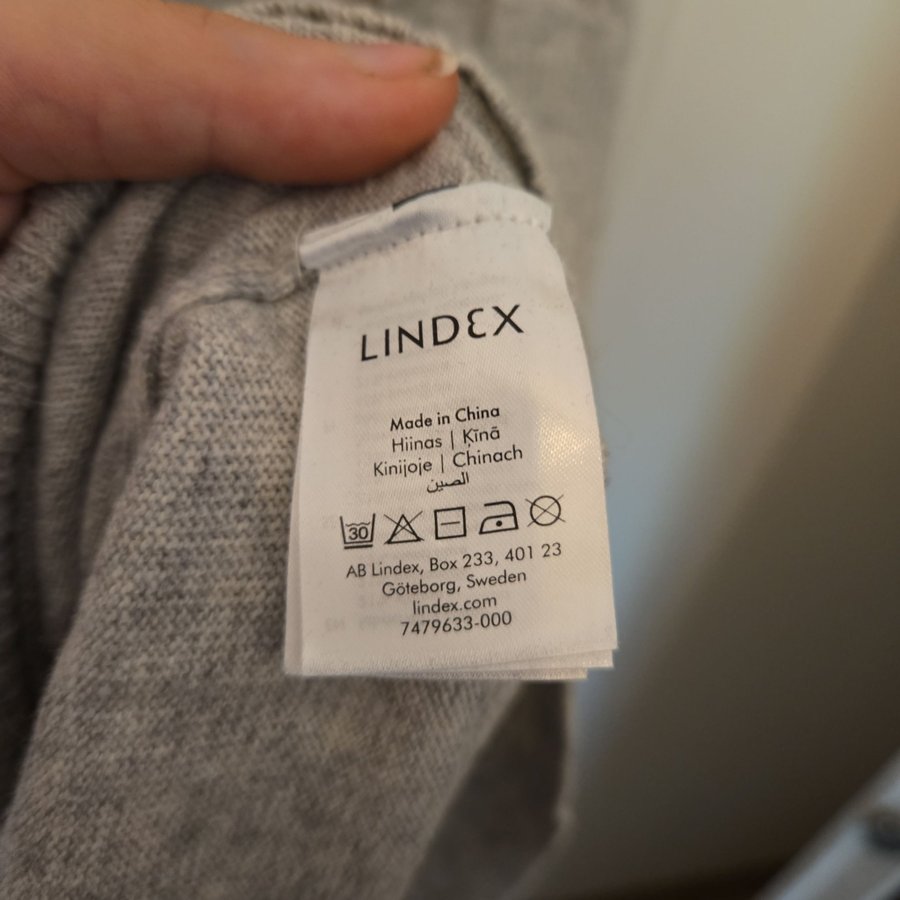 LINDEX
Made in China
Hiinas | Ķīnā
Kinijoje | Chinach
الصين
30
AB Lindex, Box 233, 401 23
Göteborg, Sweden
lindex.com
7479633-000